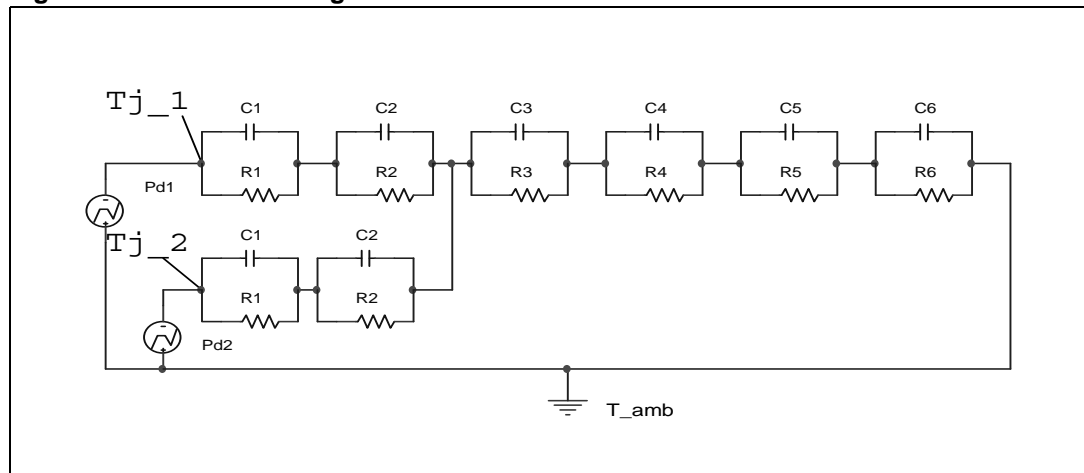 Tj_1
C1 C2 C3 C4 C5 C6
R1 R2 R3 R4 R5 R6
Pd1
Tj_2
C1 C2
R1 R2
Pd2
T_amb